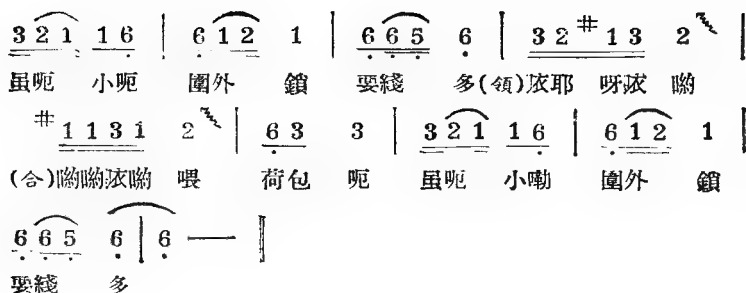 3 2 1 1 6 | 6 1 2 1 | 6 6 5 6 | 3 2 #1 3 2 |
虽呃 小呃 圍外 鎖 要綫 多(領)㳖耶 呀㳖 喲
#1 1 3 1 2 | 6 3 3 | 3 2 1 1 6 | 6 1 2 1 |
(合)喲喲㳖喲 喂 荷包 呃 虽呃 小嘞 圍外 鎖
6 6 5 6 | 6 — ‖
要綫 多